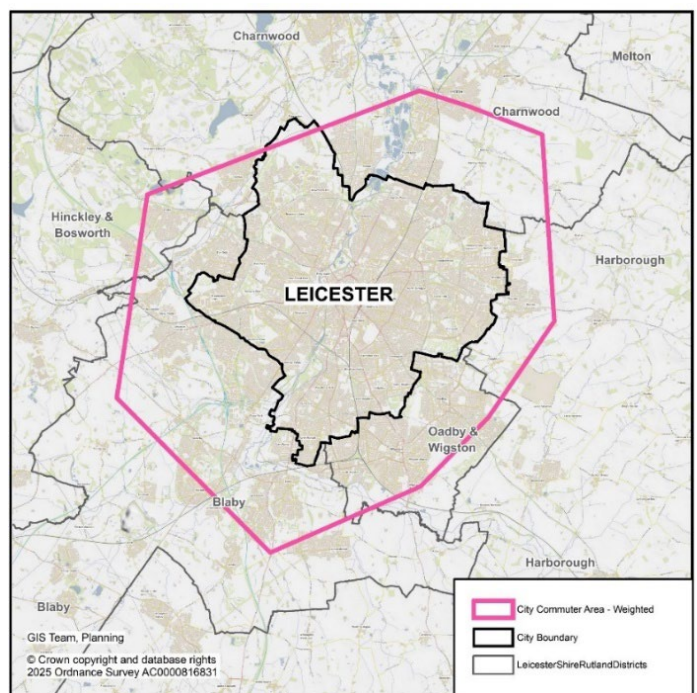 Charnwood
Melton
Charnwood
Hinckley &
Bosworth
Harborough
LEICESTER
Oadby &
Wigston
Blaby
Harborough
Blaby
GIS Team, Planning
© Crown copyright and database rights
2025 Ordnance Survey AC0000816831
City Commuter Area - Weighted
City Boundary
LeicesterShireRutlandDistricts